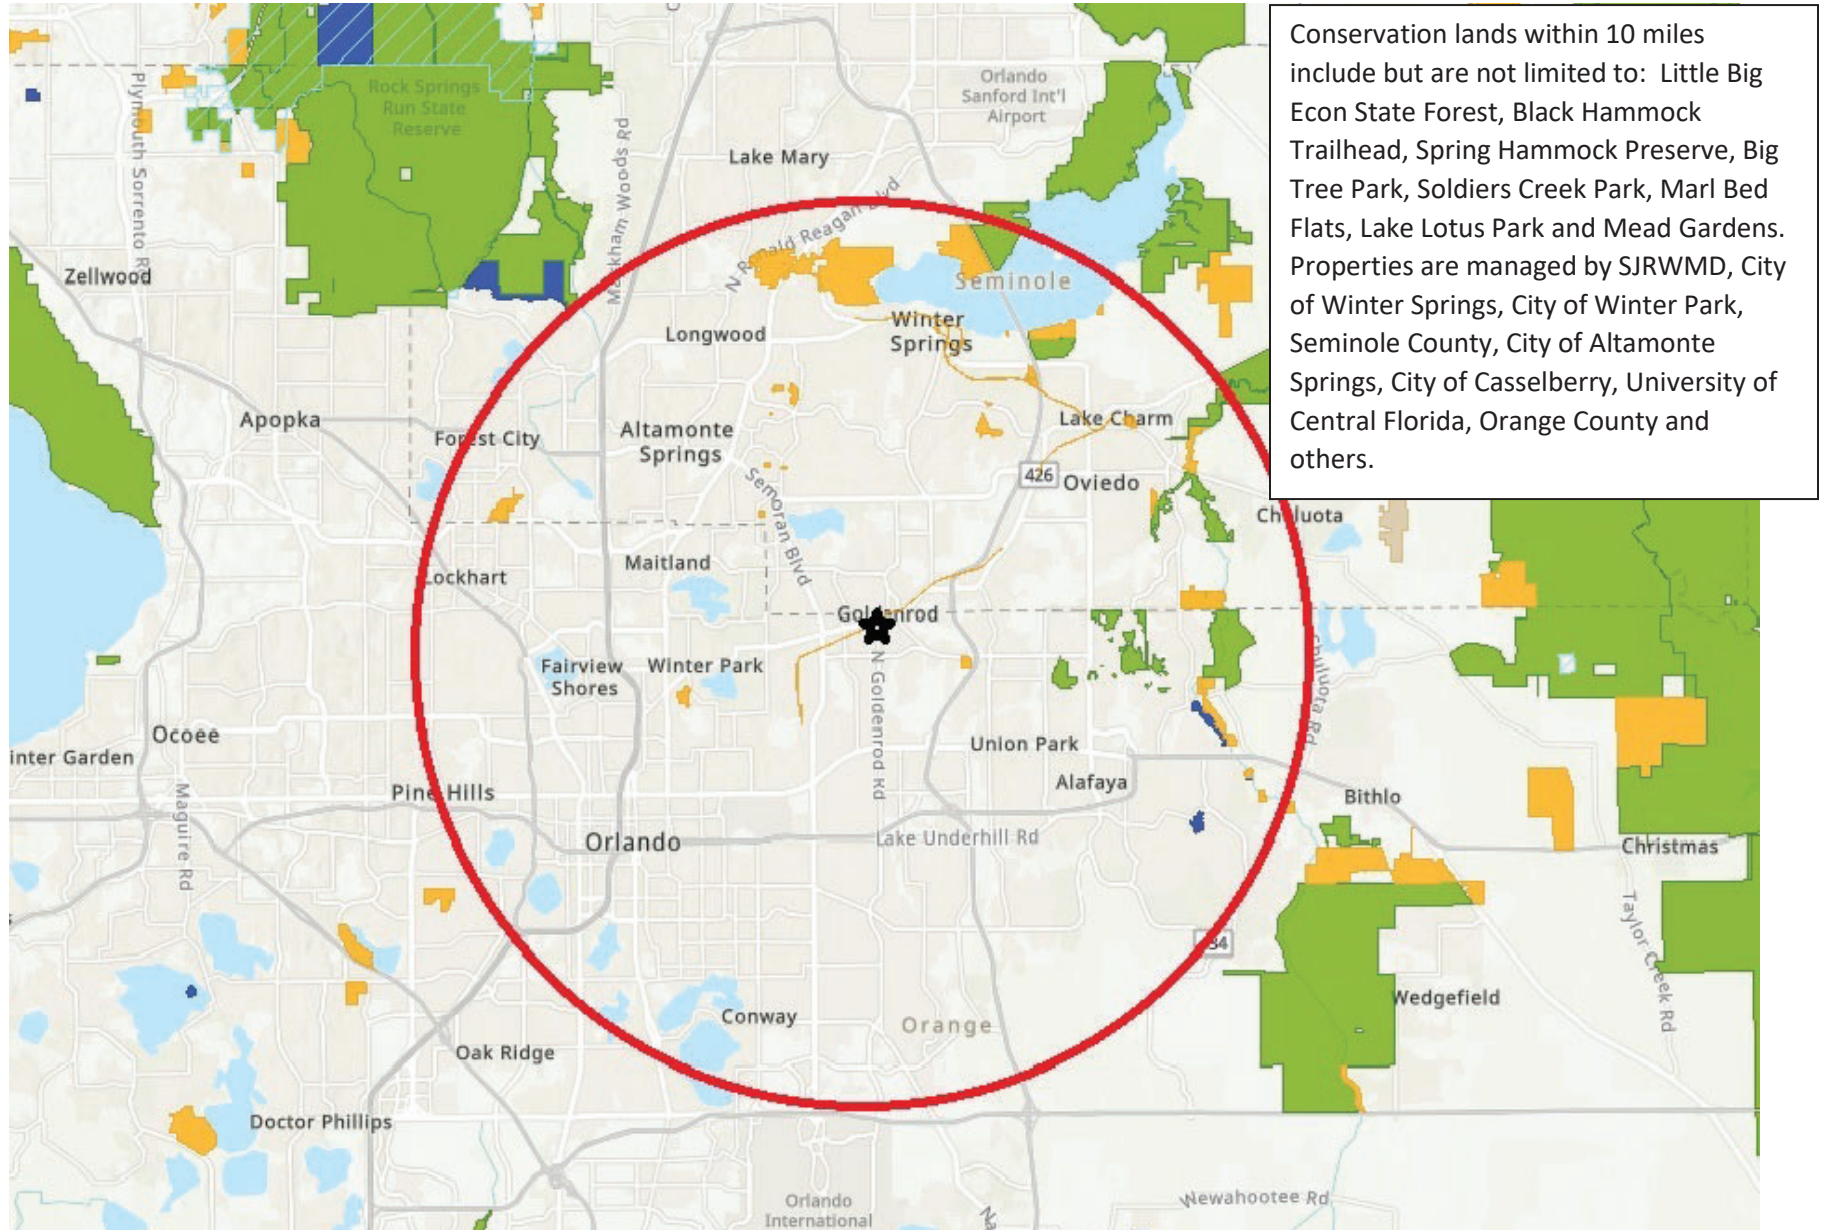 Conservation lands within 10 miles
include but are not limited to:  Little Big
Econ State Forest, Black Hammock
Trailhead, Spring Hammock Preserve, Big
Tree Park, Soldiers Creek Park, Marl Bed
Flats, Lake Lotus Park and Mead Gardens.
Properties are managed by SJRWMD, City
of Winter Springs, City of Winter Park,
Seminole County, City of Altamonte
Springs, City of Casselberry, University of
Central Florida, Orange County and
others.
Rock Springs
Run State
Reserve
Orlando
Sanford Int'l
Airport
Plymouth Sorrento Rd
Markham Woods Rd
Lake Mary
N Ronald Reagan Blvd
Zellwood
Seminole
Longwood
Winter
Springs
Apopka
Forest City
Altamonte
Springs
Lake Charm
Semoran Blvd
426
Oviedo
Chuluota
Maitland
Lockhart
Goldenrod
Fairview
Shores
Winter Park
N Goldenrod Rd
Chuluota Rd
Ocoee
inter Garden
Union Park
Maguire Rd
Pine Hills
Alafaya
Bithlo
Orlando
Lake Underhill Rd
Christmas
Taylor Creek Rd
34
Wedgefield
Conway
Orange
Oak Ridge
Doctor Phillips
Orlando
International
Newahootee Rd
Na